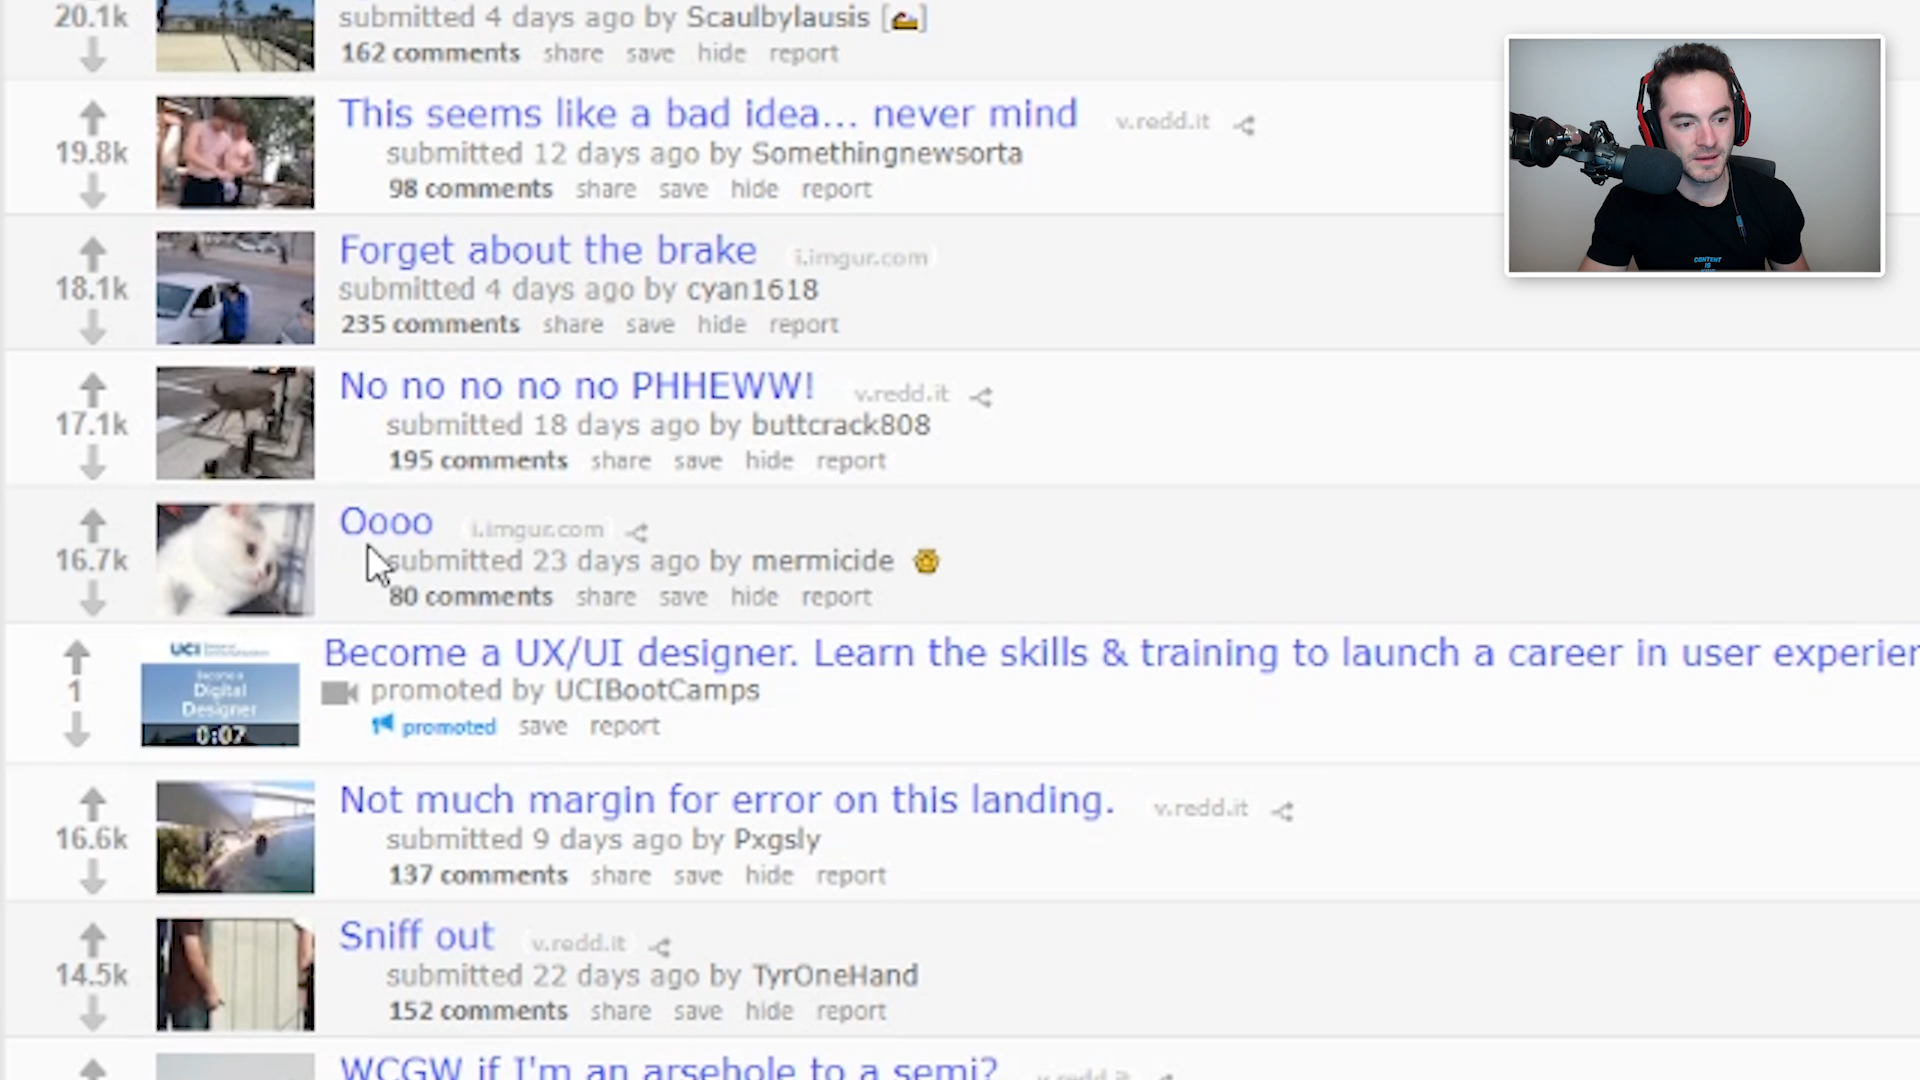 20.1k
submitted 4 days ago by Scaulbylausis
162 comments share save hide report
This seems like a bad idea... never mind v.redd.it
19.8k
submitted 12 days ago by Somethingnewsorta
98 comments share save hide report
Forget about the brake i.imgur.com
18.1k
submitted 4 days ago by cyan1618
235 comments share save hide report
No no no no no PHHEWW! v.redd.it
17.1k
submitted 18 days ago by buttcrack808
195 comments share save hide report
Oooo i.imgur.com
16.7k
submitted 23 days ago by mermicide
80 comments share save hide report
Become a UX/UI designer. Learn the skills & training to launch a career in user experier
1
promoted by UCIBootCamps
promoted save report
UCI
Become a
Digital
Designer
0:07
Not much margin for error on this landing. v.redd.it
16.6k
submitted 9 days ago by Pxgsly
137 comments share save hide report
Sniff out v.redd.it
14.5k
submitted 22 days ago by TyrOneHand
152 comments share save hide report
WCGW if I'm an arsehole to a semi? v.redd.it
CONTENT
IS